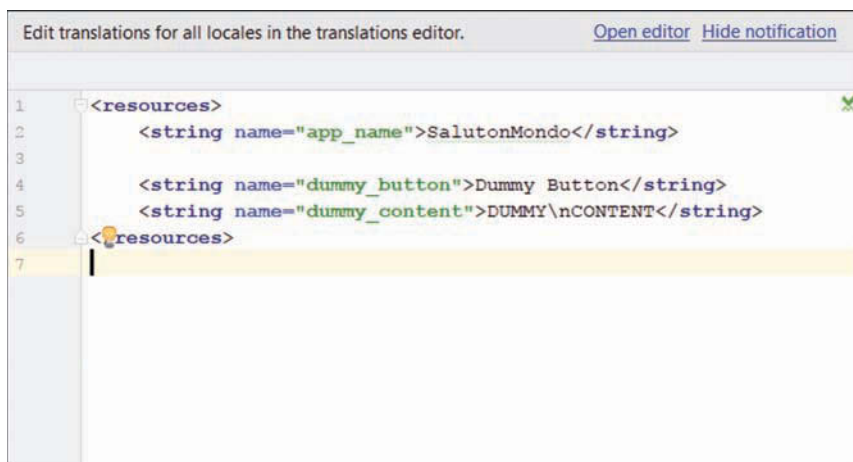 Edit translations for all locales in the translations editor. Open editor Hide notification
1 <resources>
2 <string name="app_name">SalutonMondo</string>
3
4 <string name="dummy_button">Dummy Button</string>
5 <string name="dummy_content">DUMMY\nCONTENT</string>
6 <resources>
7